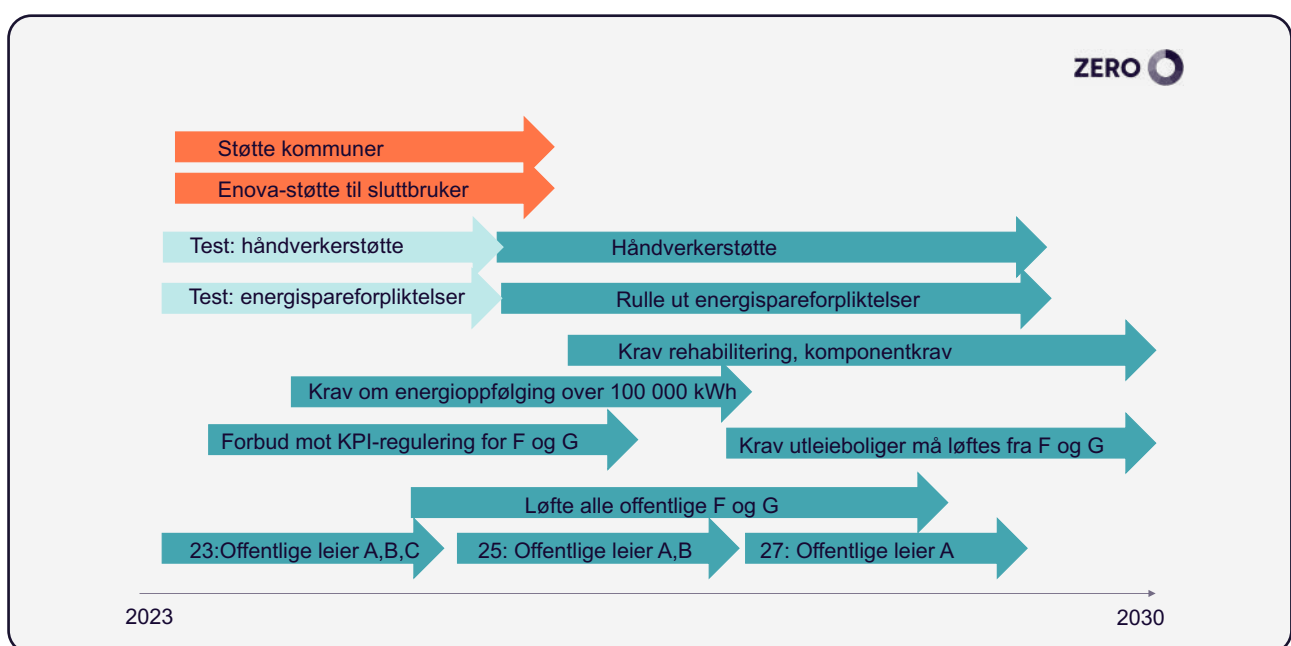 ZERO
Støtte kommuner
Enova-støtte til sluttbruker
Test: håndverkerstøtte
Håndverkerstøtte
Test: energispareforpliktelser
Rulle ut energispareforpliktelser
Krav rehabilitering, komponentkrav
Krav om energioppfølging over 100 000 kWh
Forbud mot KPI-regulering for F og G
Krav utleieboliger må løftes fra F og G
Løfte alle offentlige F og G
23:Offentlige leier A,B,C
25: Offentlige leier A,B
27: Offentlige leier A
2023
2030